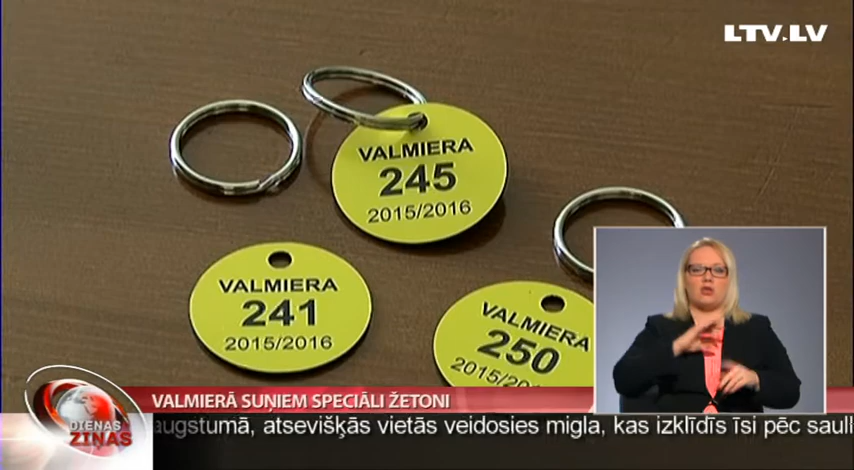 LTV.LV
VALMIERA
245
2015/2016
VALMIERA
241
2015/2016
VALMIERA
250
VALMIERĀ SUŅIEM SPECIĀLI ŽETONI
DIENAS
ZIŅAS
augstumā, atsevišķās vietās veidosies migla, kas izklīdīs īsi pēc